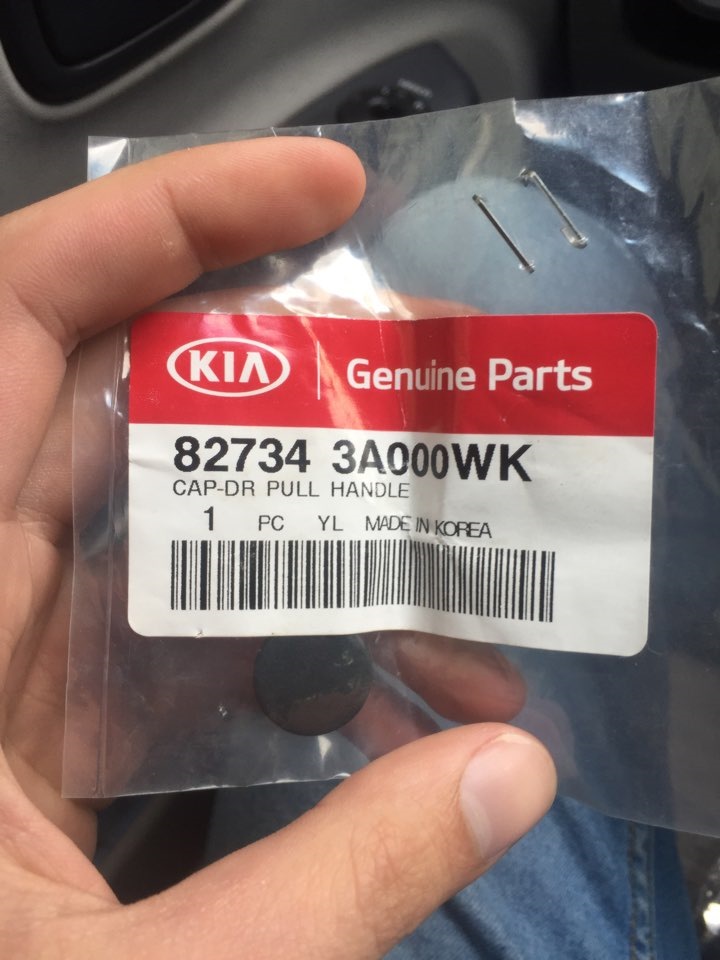 KIA Genuine Parts
82734 3A000WK
CAP-DR PULL HANDLE
1 PC YL MADE IN KOREA